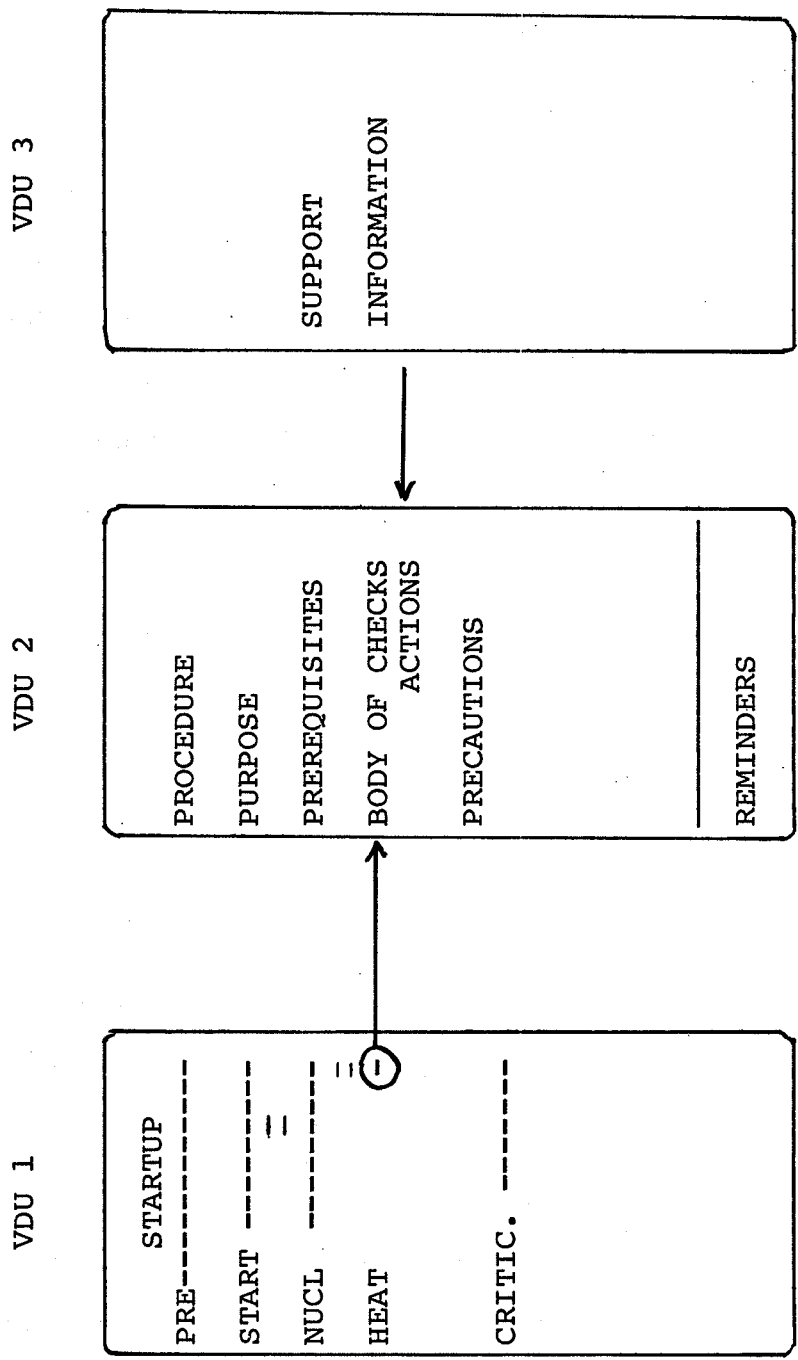 VDU 1
STARTUP
PRE------------
START ---------
=
NUCL ---------
=
HEAT -
CRITIC. -------
VDU 2
PROCEDURE
PURPOSE
PREREQUISITES
BODY OF CHECKS
ACTIONS
PRECAUTIONS
REMINDERS
VDU 3
SUPPORT
INFORMATION